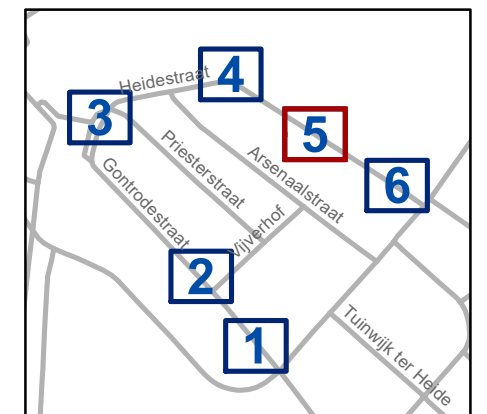 Heidestraat
4
3
5
Priesterstraat
Arsenaalstraat
6
Gontrodestraat
Vijverhof
2
1
Tuinwijk ter Heide